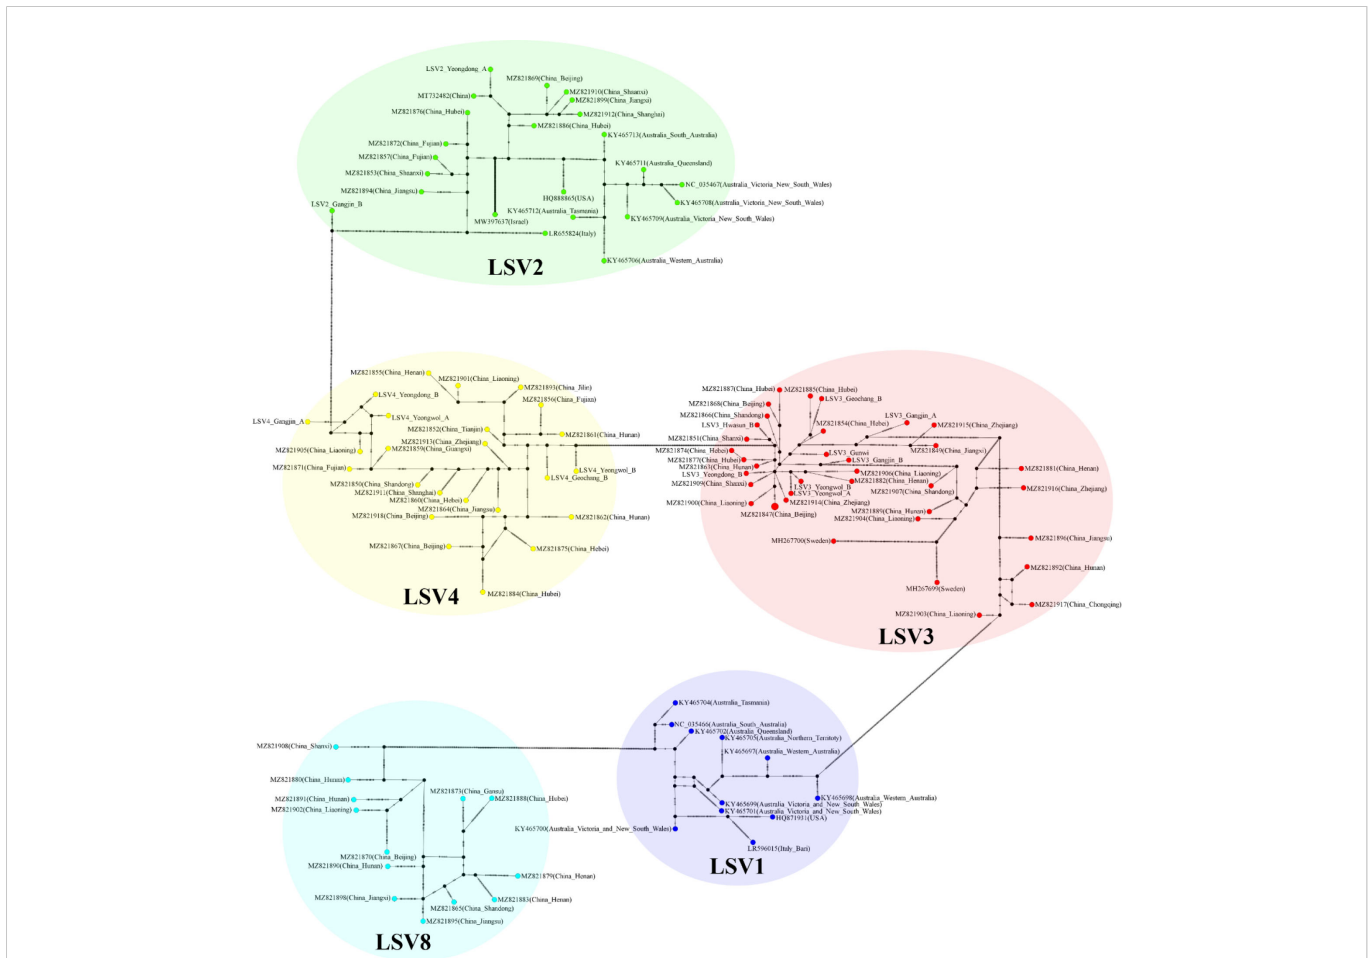 LSV2_Yeongdong_A
MZ821869(China_Beijing)
MT732482(China)
MZ821910(China_Shuanxi)
MZ821899(China_Jiangxi)
MZ821876(China_Hubei)
MZ821912(China_Shanghai)
MZ821886(China_Hubei)
KY465713(Australia_South_Australia)
MZ821872(China_Fujian)
MZ821857(China_Fujian)
KY465711(Australia_Queensland)
MZ821853(China_Shuanxi)
NC_035467(Australia_Victoria_New_South_Wales)
MZ821894(China_Jiangsu)
HQ888865(USA)
KY465708(Australia_Victoria_New_South_Wales)
LSV2_Gangjin_B
KY465712(Australia_Tasmania)
MW397637(Israel)
KY465709(Australia_Victoria_New_South_Wales)
LR655824(Italy)
KY465706(Australia_Western_Australia)
LSV2
MZ821855(China_Henan)
MZ821901(China_Liaoning)
MZ821893(China_Jilin)
LSV4_Yeongdong_B
MZ821856(China_Fujian)
LSV4_Gangjin_A
LSV4_Yeongwol_A
MZ821852(China_Tianjin)
MZ821861(China_Hunan)
MZ821913(China_Zhejiang)
MZ821905(China_Liaoning)
MZ821859(China_Guangxi)
MZ821871(China_Fujian)
LSV4_Yeongwol_B
LSV4_Geochang_B
MZ821850(China_Shandong)
MZ821911(China_Shanghai)
MZ821860(China_Hebei)
MZ821864(China_Jiangsu)
MZ821918(China_Beijing)
MZ821862(China_Hunan)
MZ821867(China_Beijing)
MZ821875(China_Hebei)
MZ821884(China_Hubei)
LSV4
MZ821887(China_Hubei)
MZ821885(China_Hubei)
MZ821868(China_Beijing)
LSV3_Geochang_B
MZ821866(China_Shandong)
LSV3_Gangjin_A
LSV3_Hwasun_B
MZ821854(China_Hebei)
MZ821915(China_Zhejiang)
MZ821851(China_Shanxi)
MZ821849(China_Jiangxi)
MZ821874(China_Hebei)
LSV3_Gunwi
MZ821877(China_Hubei)
LSV3_Gangjin_B
MZ821863(China_Hunan)
MZ821881(China_Henan)
LSV3_Yeongdong_B
MZ821906(China_Liaoning)
MZ821882(China_Henan)
MZ821909(China_Shanxi)
LSV3_Yeongwol_B
MZ821907(China_Shandong)
MZ821916(China_Zhejiang)
LSV3_Yeongwol_A
MZ821900(China_Liaoning)
MZ821914(China_Zhejiang)
MZ821847(China_Beijing)
MZ821889(China_Hunan)
MZ821904(China_Liaoning)
MH267700(Sweden)
MZ821896(China_Jiangsu)
MZ821892(China_Hunan)
MH267699(Sweden)
MZ821917(China_Chongqing)
MZ821903(China_Liaoning)
LSV3
KY465704(Australia_Tasmania)
NC_035466(Australia_South_Australia)
KY465702(Australia_Queensland)
KY465705(Australia_Northern_Territoty)
KY465697(Australia_Western_Australia)
KY465698(Australia_Western_Australia)
KY465699(Australia_Victoria_and_New_South_Wales)
KY465701(Australia_Victoria_and_New_South_Wales)
HQ871931(USA)
KY465700(Australia_Victoria_and_New_South_Wales)
LR596015(Italy_Bari)
LSV1
MZ821908(China_Shanxi)
MZ821880(China_Henan)
MZ821891(China_Hunan)
MZ821873(China_Gansu)
MZ821888(China_Hubei)
MZ821902(China_Liaoning)
MZ821870(China_Beijing)
MZ821890(China_Hunan)
MZ821879(China_Henan)
MZ821898(China_Jiangxi)
MZ821883(China_Henan)
MZ821865(China_Shandong)
MZ821895(China_Jiangsu)
LSV8